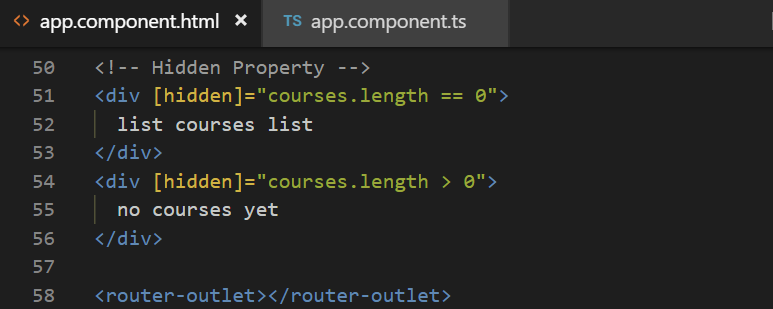 <> app.component.html × TS app.component.ts
50 <!-- Hidden Property -->
51 <div [hidden]="courses.length == 0">
52 list courses list
53 </div>
54 <div [hidden]="courses.length > 0">
55 no courses yet
56 </div>
57
58 <router-outlet></router-outlet>